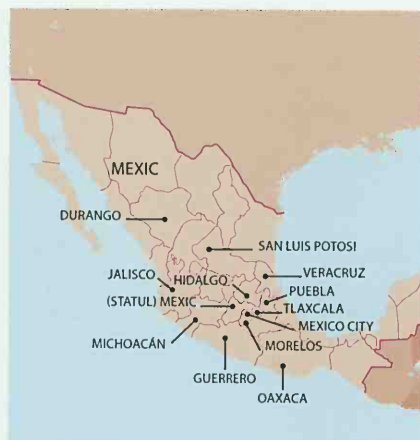 MEXIC
DURANGO
SAN LUIS POTOSI
JALISCO
HIDALGO
VERACRUZ
(STATUL) MEXIC
PUEBLA
TLAXCALA
MEXICO CITY
MICHOACÁN
MORELOS
GUERRERO
OAXACA